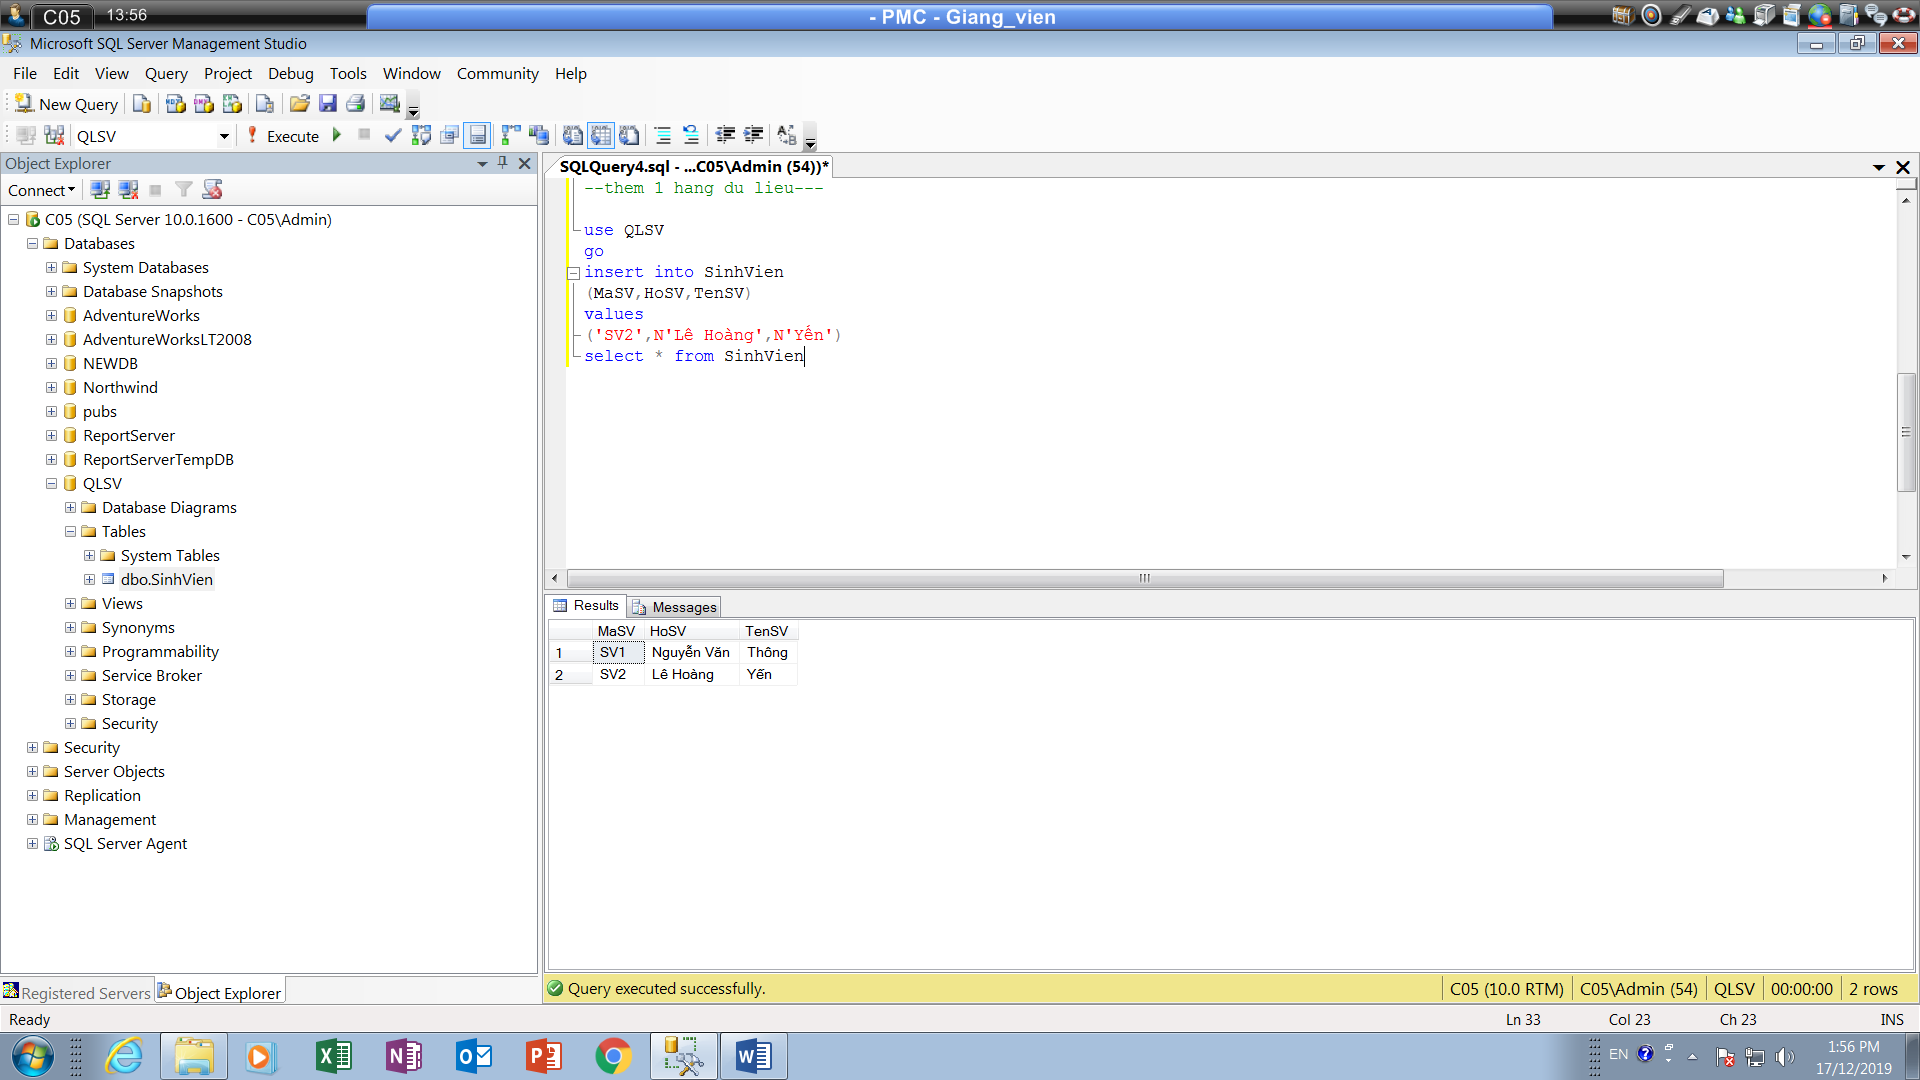 C05
13:56
- PMC - Giang_vien
Microsoft SQL Server Management Studio
File Edit View Query Project Debug Tools Window Community Help
New Query
QLSV Execute
Object Explorer
Connect
C05 (SQL Server 10.0.1600 - C05\Admin)
Databases
System Databases
Database Snapshots
AdventureWorks
AdventureWorksLT2008
NEWDB
Northwind
pubs
ReportServer
ReportServerTempDB
QLSV
Database Diagrams
Tables
System Tables
dbo.SinhVien
Views
Synonyms
Programmability
Service Broker
Storage
Security
Security
Server Objects
Replication
Management
SQL Server Agent
Registered Servers Object Explorer
SQLQuery4.sql - ...C05\Admin (54))*
--them 1 hang du lieu---
use QLSV
go
insert into SinhVien
(MaSV,HoSV,TenSV)
values
('SV2',N'Lê Hoàng',N'Yến')
select * from SinhVien
Results Messages
MaSV HoSV TenSV
1 SV1 Nguyễn Văn Thông
2 SV2 Lê Hoàng Yến
Query executed successfully.
C05 (10.0 RTM) C05\Admin (54) QLSV 00:00:00 2 rows
Ready Ln 33 Col 23 Ch 23 INS
EN
1:56 PM
17/12/2019